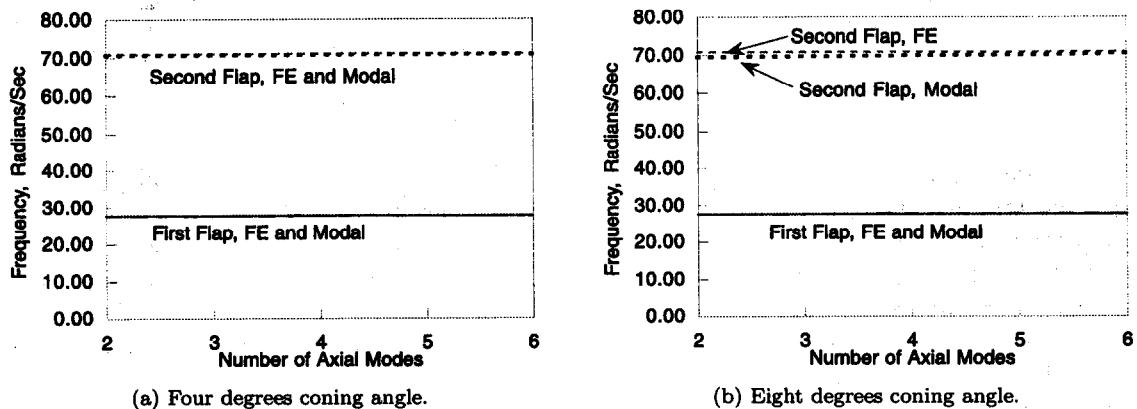 80.00
70.00
60.00
50.00
40.00
30.00
20.00
10.00
0.00
Frequency, Radians/Sec
Second Flap, FE and Modal
First Flap, FE and Modal
2 3 4 5 6
Number of Axial Modes
(a) Four degrees coning angle.
80.00
70.00
60.00
50.00
40.00
30.00
20.00
10.00
0.00
Frequency, Radians/Sec
Second Flap, FE
Second Flap, Modal
First Flap, FE and Modal
2 3 4 5 6
Number of Axial Modes
(b) Eight degrees coning angle.